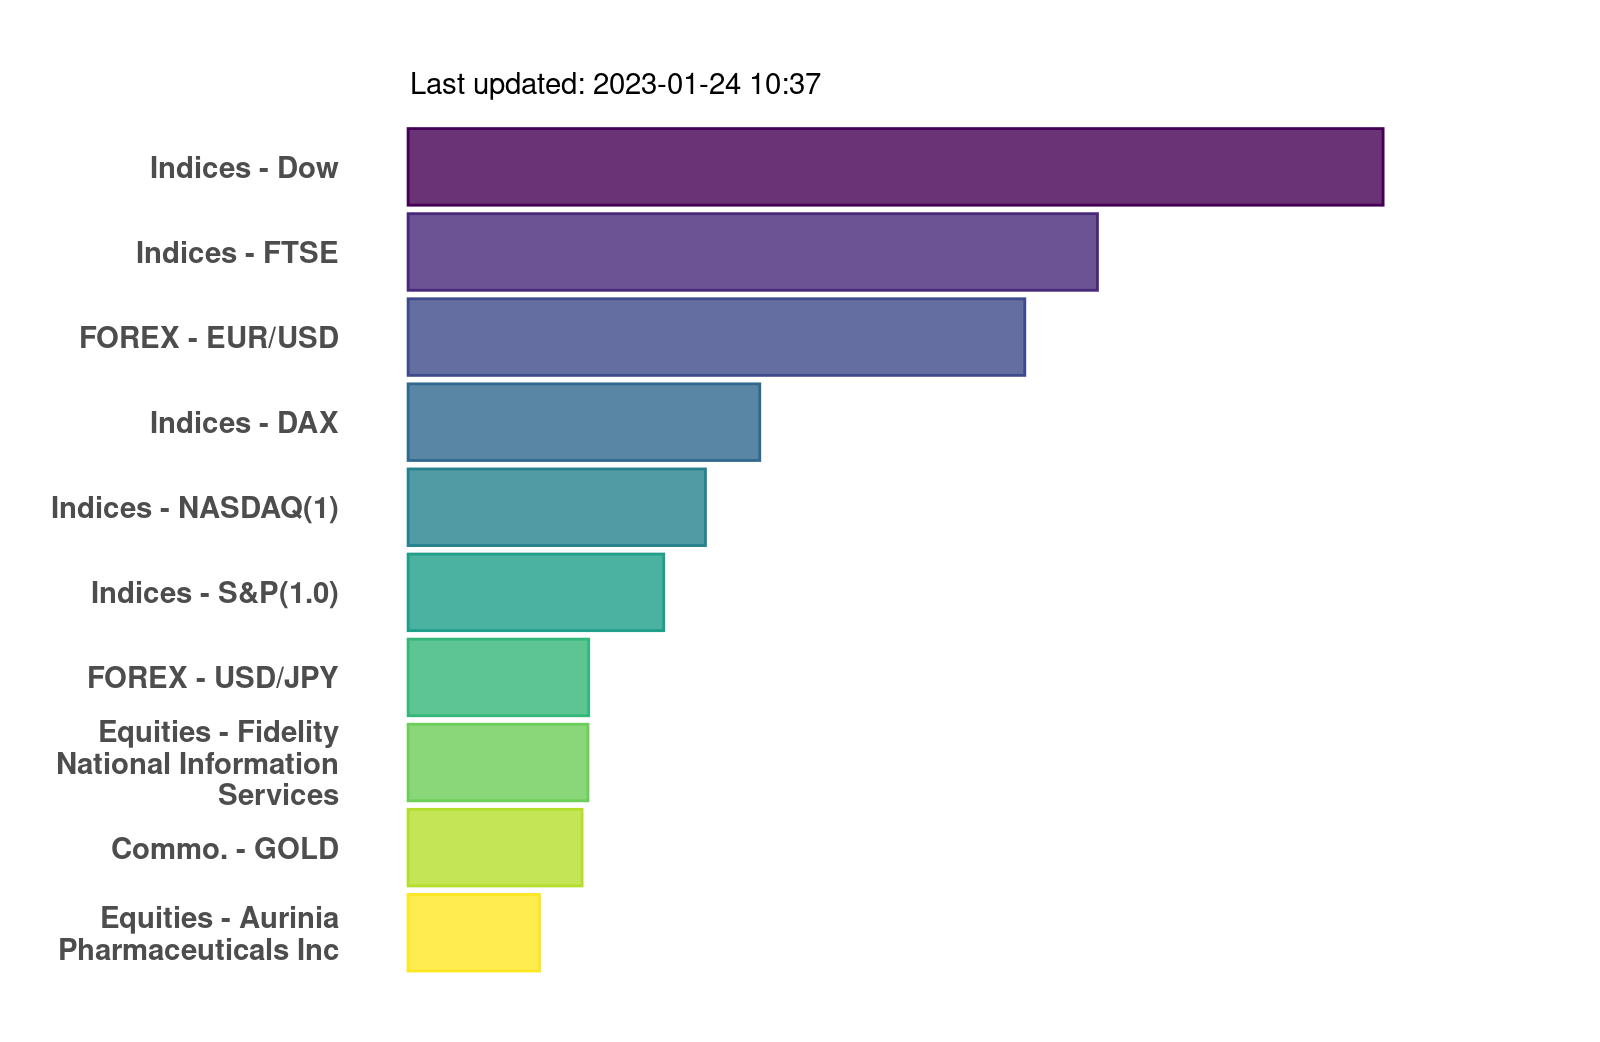 Last updated: 2023-01-24 10:37
Indices - Dow
Indices - FTSE
FOREX - EUR/USD
Indices - DAX
Indices - NASDAQ(1)
Indices - S&P(1.0)
FOREX - USD/JPY
Equities - Fidelity
National Information
Services
Commo. - GOLD
Equities - Aurinia
Pharmaceuticals Inc